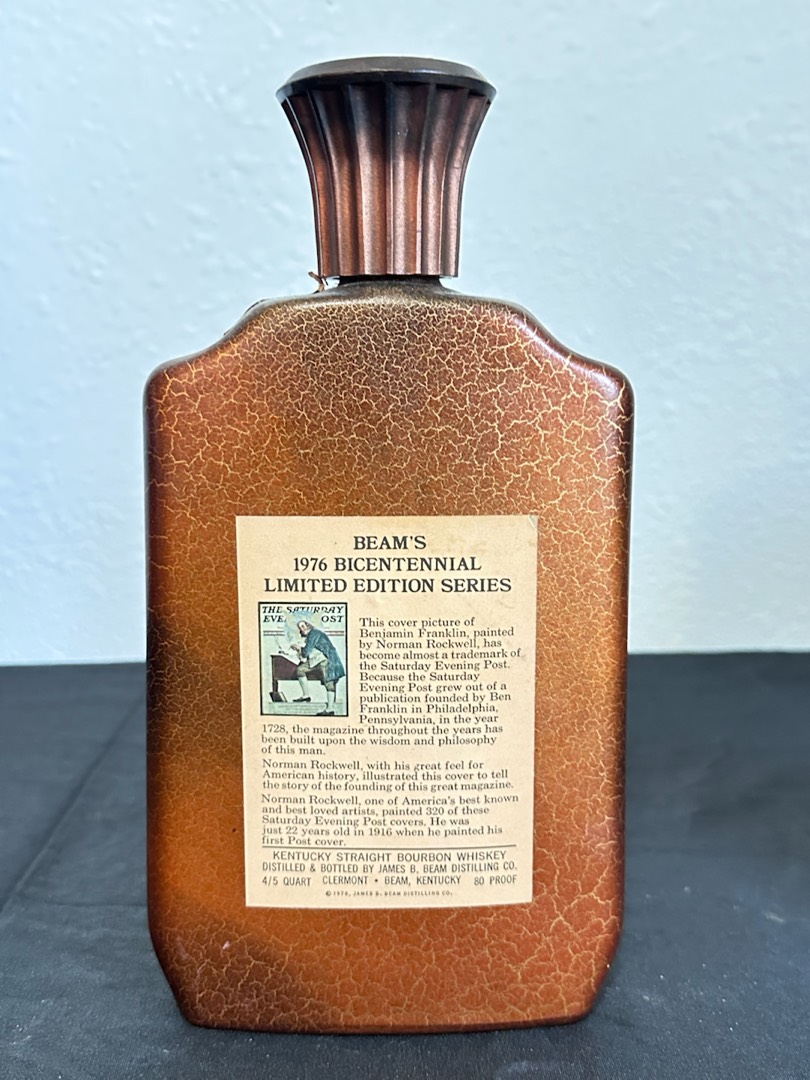 BEAM'S
1976 BICENTENNIAL
LIMITED EDITION SERIES
THE SATURDAY
EVE OST
This cover picture of
Benjamin Franklin, painted
by Norman Rockwell, has
become almost a trademark of
the Saturday Evening Post.
Because the Saturday
Evening Post grew out of a
publication founded by Ben
Franklin in Philadelphia,
Pennsylvania, in the year
1728, the magazine throughout the years has
been built upon the wisdom and philosophy
of this man.
Norman Rockwell, with his great feel for
American history, illustrated this cover to tell
the story of the founding of this great magazine.
Norman Rockwell, one of America's best known
and best loved artists, painted 320 of these
Saturday Evening Post covers. He was
just 22 years old in 1916 when he painted his
first Post cover.
KENTUCKY STRAIGHT BOURBON WHISKEY
DISTILLED & BOTTLED BY JAMES B. BEAM DISTILLING CO.
4/5 QUART CLERMONT • BEAM, KENTUCKY 80 PROOF
JAMES B. BEAM DISTILLING CO.